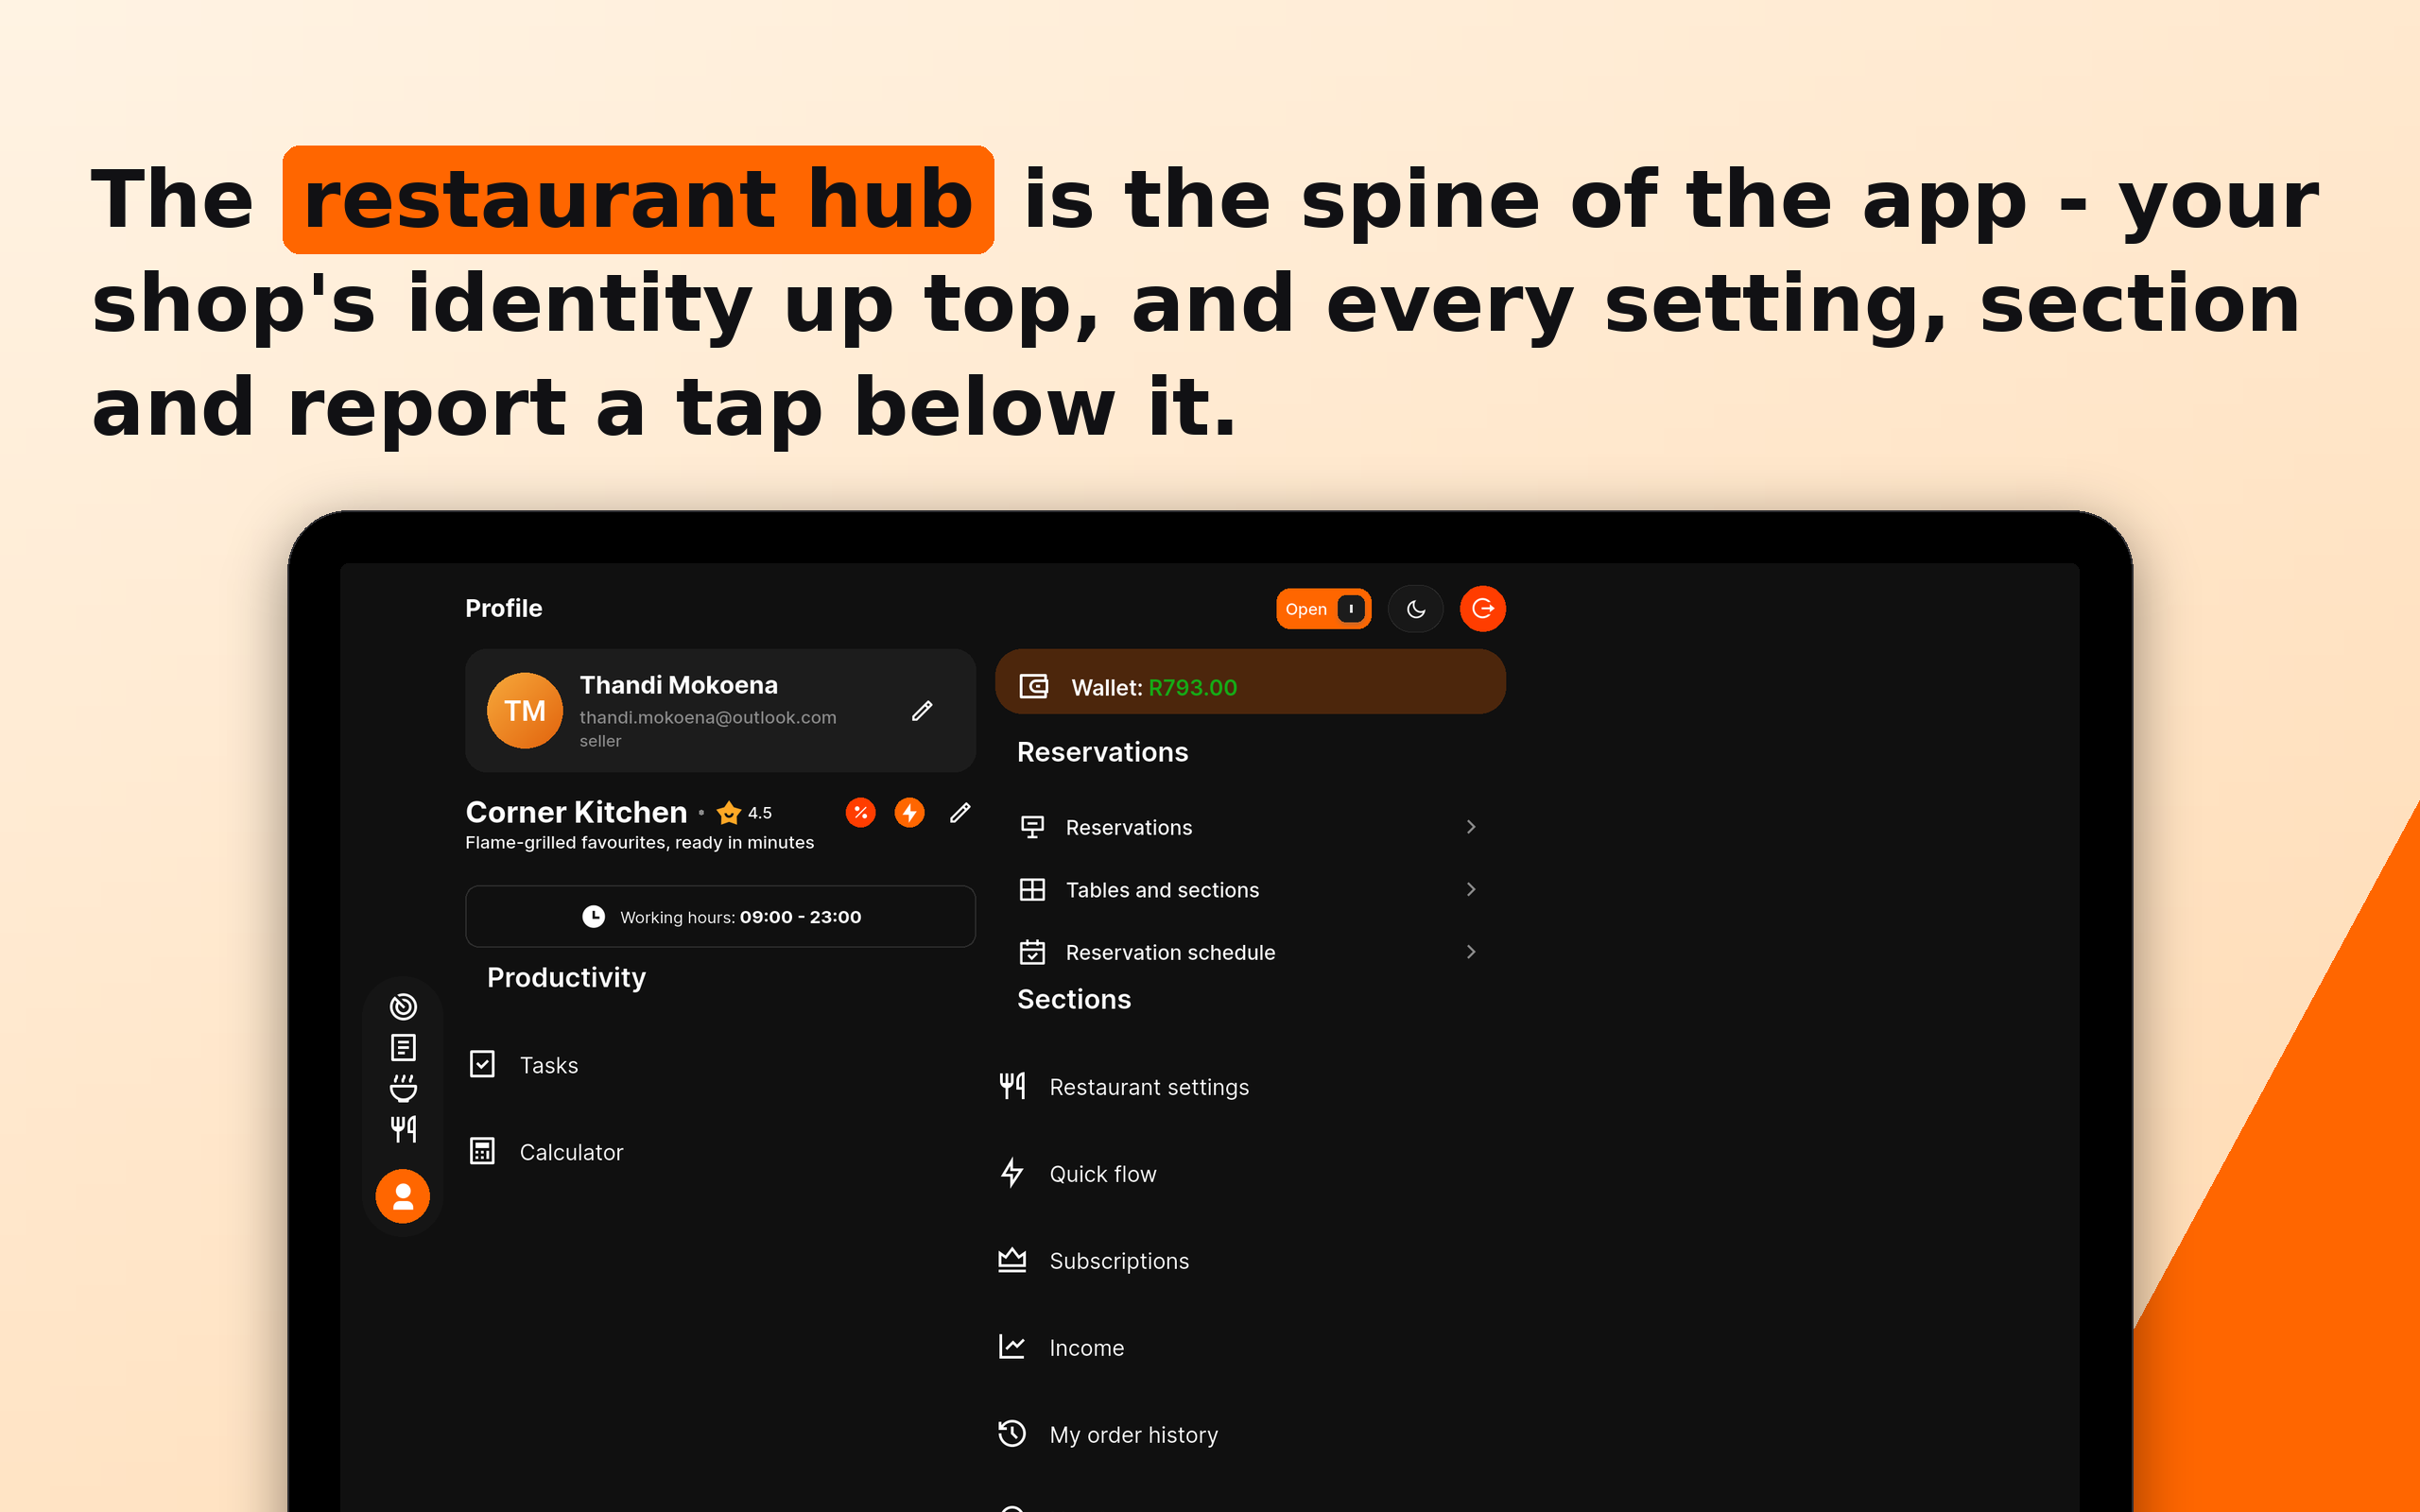 The restaurant hub is the spine of the app - your
shop's identity up top, and every setting, section
and report a tap below it.
Profile
Open
TM
Thandi Mokoena
thandi.mokoena@outlook.com
seller
Corner Kitchen • 4.5
Flame-grilled favourites, ready in minutes
Working hours: 09:00 - 23:00
Productivity
Tasks
Calculator
Wallet: R793.00
Reservations
Reservations
Tables and sections
Reservation schedule
Sections
Restaurant settings
Quick flow
Subscriptions
Income
My order history